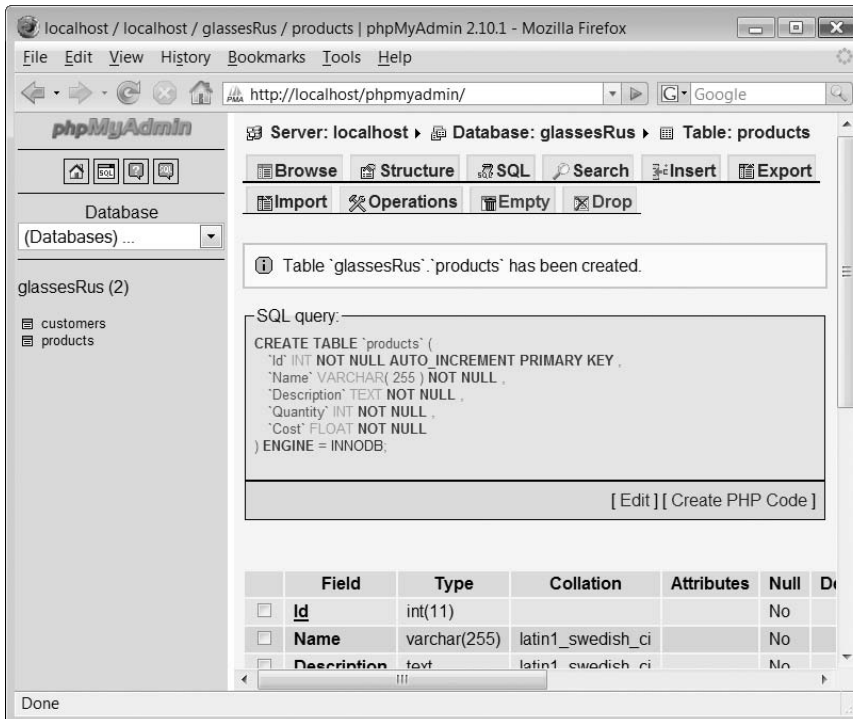 localhost / localhost / glassesRus / products | phpMyAdmin 2.10.1 - Mozilla Firefox
File Edit View History Bookmarks Tools Help
PMA http://localhost/phpmyadmin/ G Google
phpMyAdmin
Server: localhost Database: glassesRus Table: products
Browse Structure SQL Search Insert Export
SQL
Import Operations Empty Drop
Database
(Databases) ...
Table `glassesRus`.`products` has been created.
glassesRus (2)
customers
products
SQL query:
CREATE TABLE `products` (
`Id` INT NOT NULL AUTO_INCREMENT PRIMARY KEY ,
`Name` VARCHAR( 255 ) NOT NULL ,
`Description` TEXT NOT NULL ,
`Quantity` INT NOT NULL ,
`Cost` FLOAT NOT NULL
) ENGINE = INNODB;
[ Edit ] [ Create PHP Code ]
Field Type Collation Attributes Null De
Id int(11) No
Name varchar(255) latin1_swedish_ci No
Description text latin1_swedish_ci No
Done